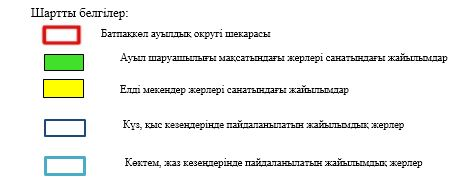 Шартты белгілер:
Батпаккөл ауылдық округі шекарасы
Ауыл шаруашылығы мақсатындағы жерлері санатындағы жайылымдар
Елді мекендер жерлері санатындағы жайылымдар
Күз, қыс кезеңдерінде пайдаланылатын жайылымдық жерлер
Көктем, жаз кезеңдерінде пайдаланылатын жайылымдық жерлер